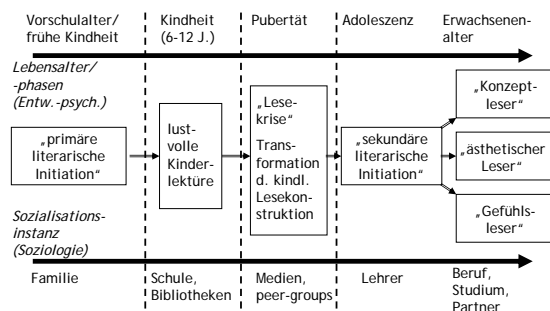 Vorschulalter/
frühe Kindheit
Kindheit
(6-12 J.)
Pubertät
Adoleszenz
Erwachsenen-
alter
Lebensalter/
-phasen
(Entw.-psych.)
„primäre
literarische
Initiation“
lust-
volle
Kinder-
lektüre
„Lese-
krise“
Trans-
formation
d. kindl.
Lesekon-
struktion
„sekundäre
literarische
Initiation“
„Konzept-
leser“
„ästhetischer
Leser“
„Gefühls-
leser“
Sozialisations-
instanz
(Soziologie)
Familie
Schule,
Bibliotheken
Medien,
peer-groups
Lehrer
Beruf,
Studium,
Partner